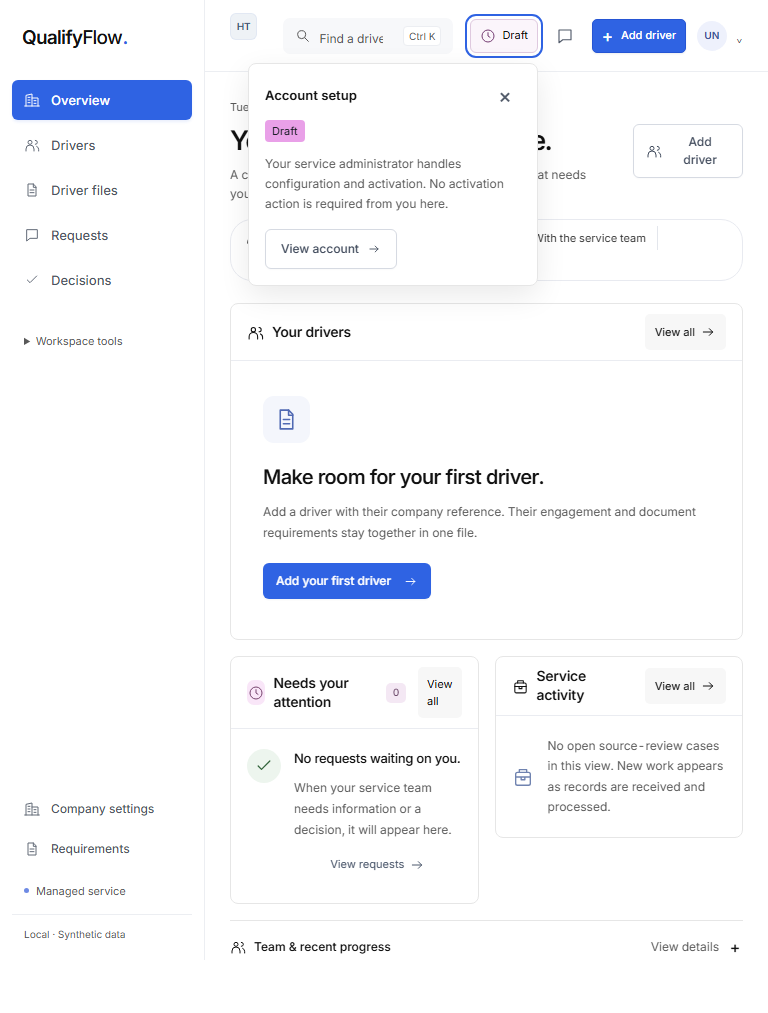 QualifyFlow.
HT
Find a drive
Ctrl K
Draft
+ Add driver
UN
Overview
Drivers
Driver files
Requests
Decisions
Workspace tools
Account setup
Draft
Your service administrator handles
configuration and activation. No activation
action is required from you here.
View account →
Tue
e.
A c
at needs
you
Add
driver
With the service team
Your drivers
View all →
Make room for your first driver.
Add a driver with their company reference. Their engagement and document
requirements stay together in one file.
Add your first driver →
Needs your
attention
0
View
all
No requests waiting on you.
When your service team
needs information or a
decision, it will appear here.
View requests →
Service
activity
View all →
No open source-review cases
in this view. New work appears
as records are received and
processed.
Company settings
Requirements
Managed service
Local · Synthetic data
Team & recent progress
View details +